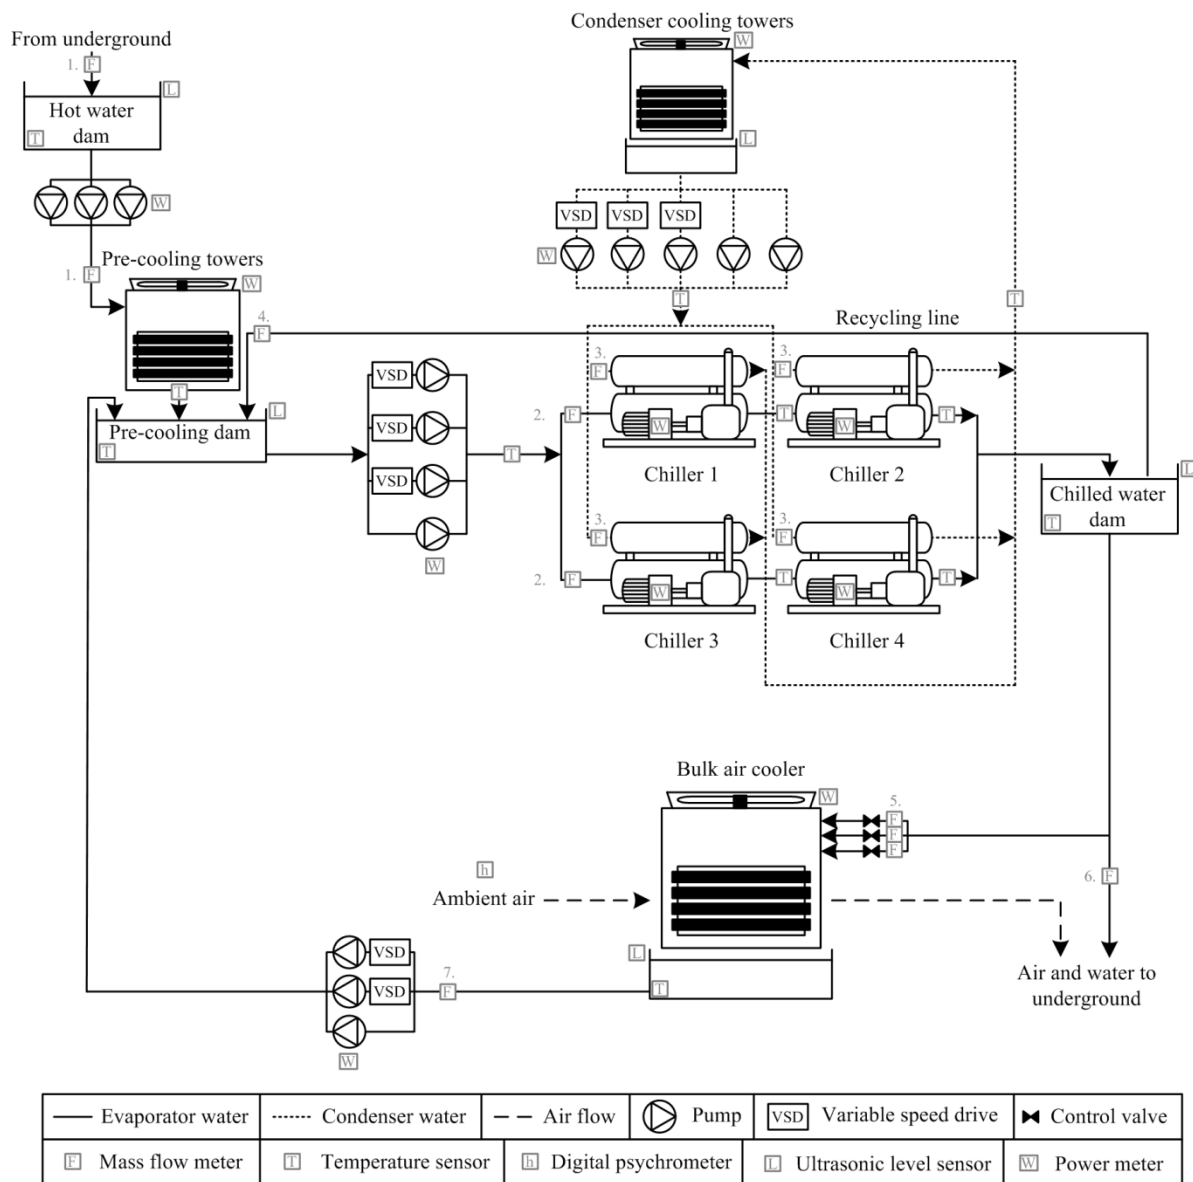 Condenser cooling towers
From underground
W
1. F
L
Hot water
dam
T
L
W
VSD VSD VSD
W
1. F
Pre-cooling towers
W
T
T
4.
F
Recycling line
3.
F
3.
F
VSD
T
L
2. F
W
T
W
T
Pre-cooling dam
T
VSD
T
Chiller 1
Chiller 2
L
VSD
Chilled water
dam
T
3.
F
3.
F
W
2. F
W
T
W
T
Chiller 3
Chiller 4
Bulk air cooler
W
5.
F
F
F
h
6. F
Ambient air
VSD
L
7.
F
VSD
T
Air and water to
underground
W
Evaporator water
Condenser water
Air flow
Pump
VSD Variable speed drive
Control valve
F Mass flow meter
T Temperature sensor
h Digital psychrometer
L Ultrasonic level sensor
W Power meter